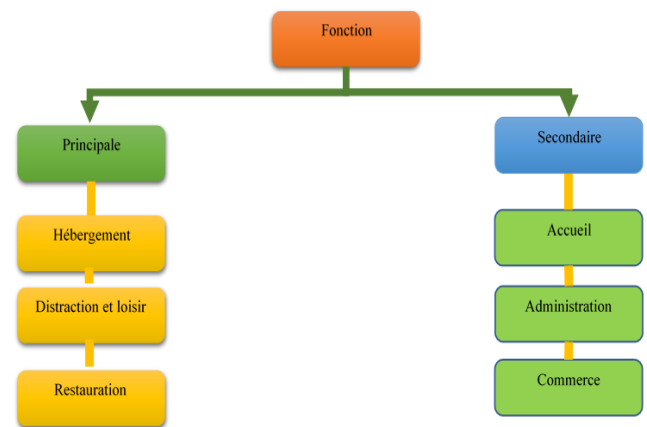 Fonction
Principale
Secondaire
Hébergement
Accueil
Distraction et loisir
Administration
Restauration
Commerce